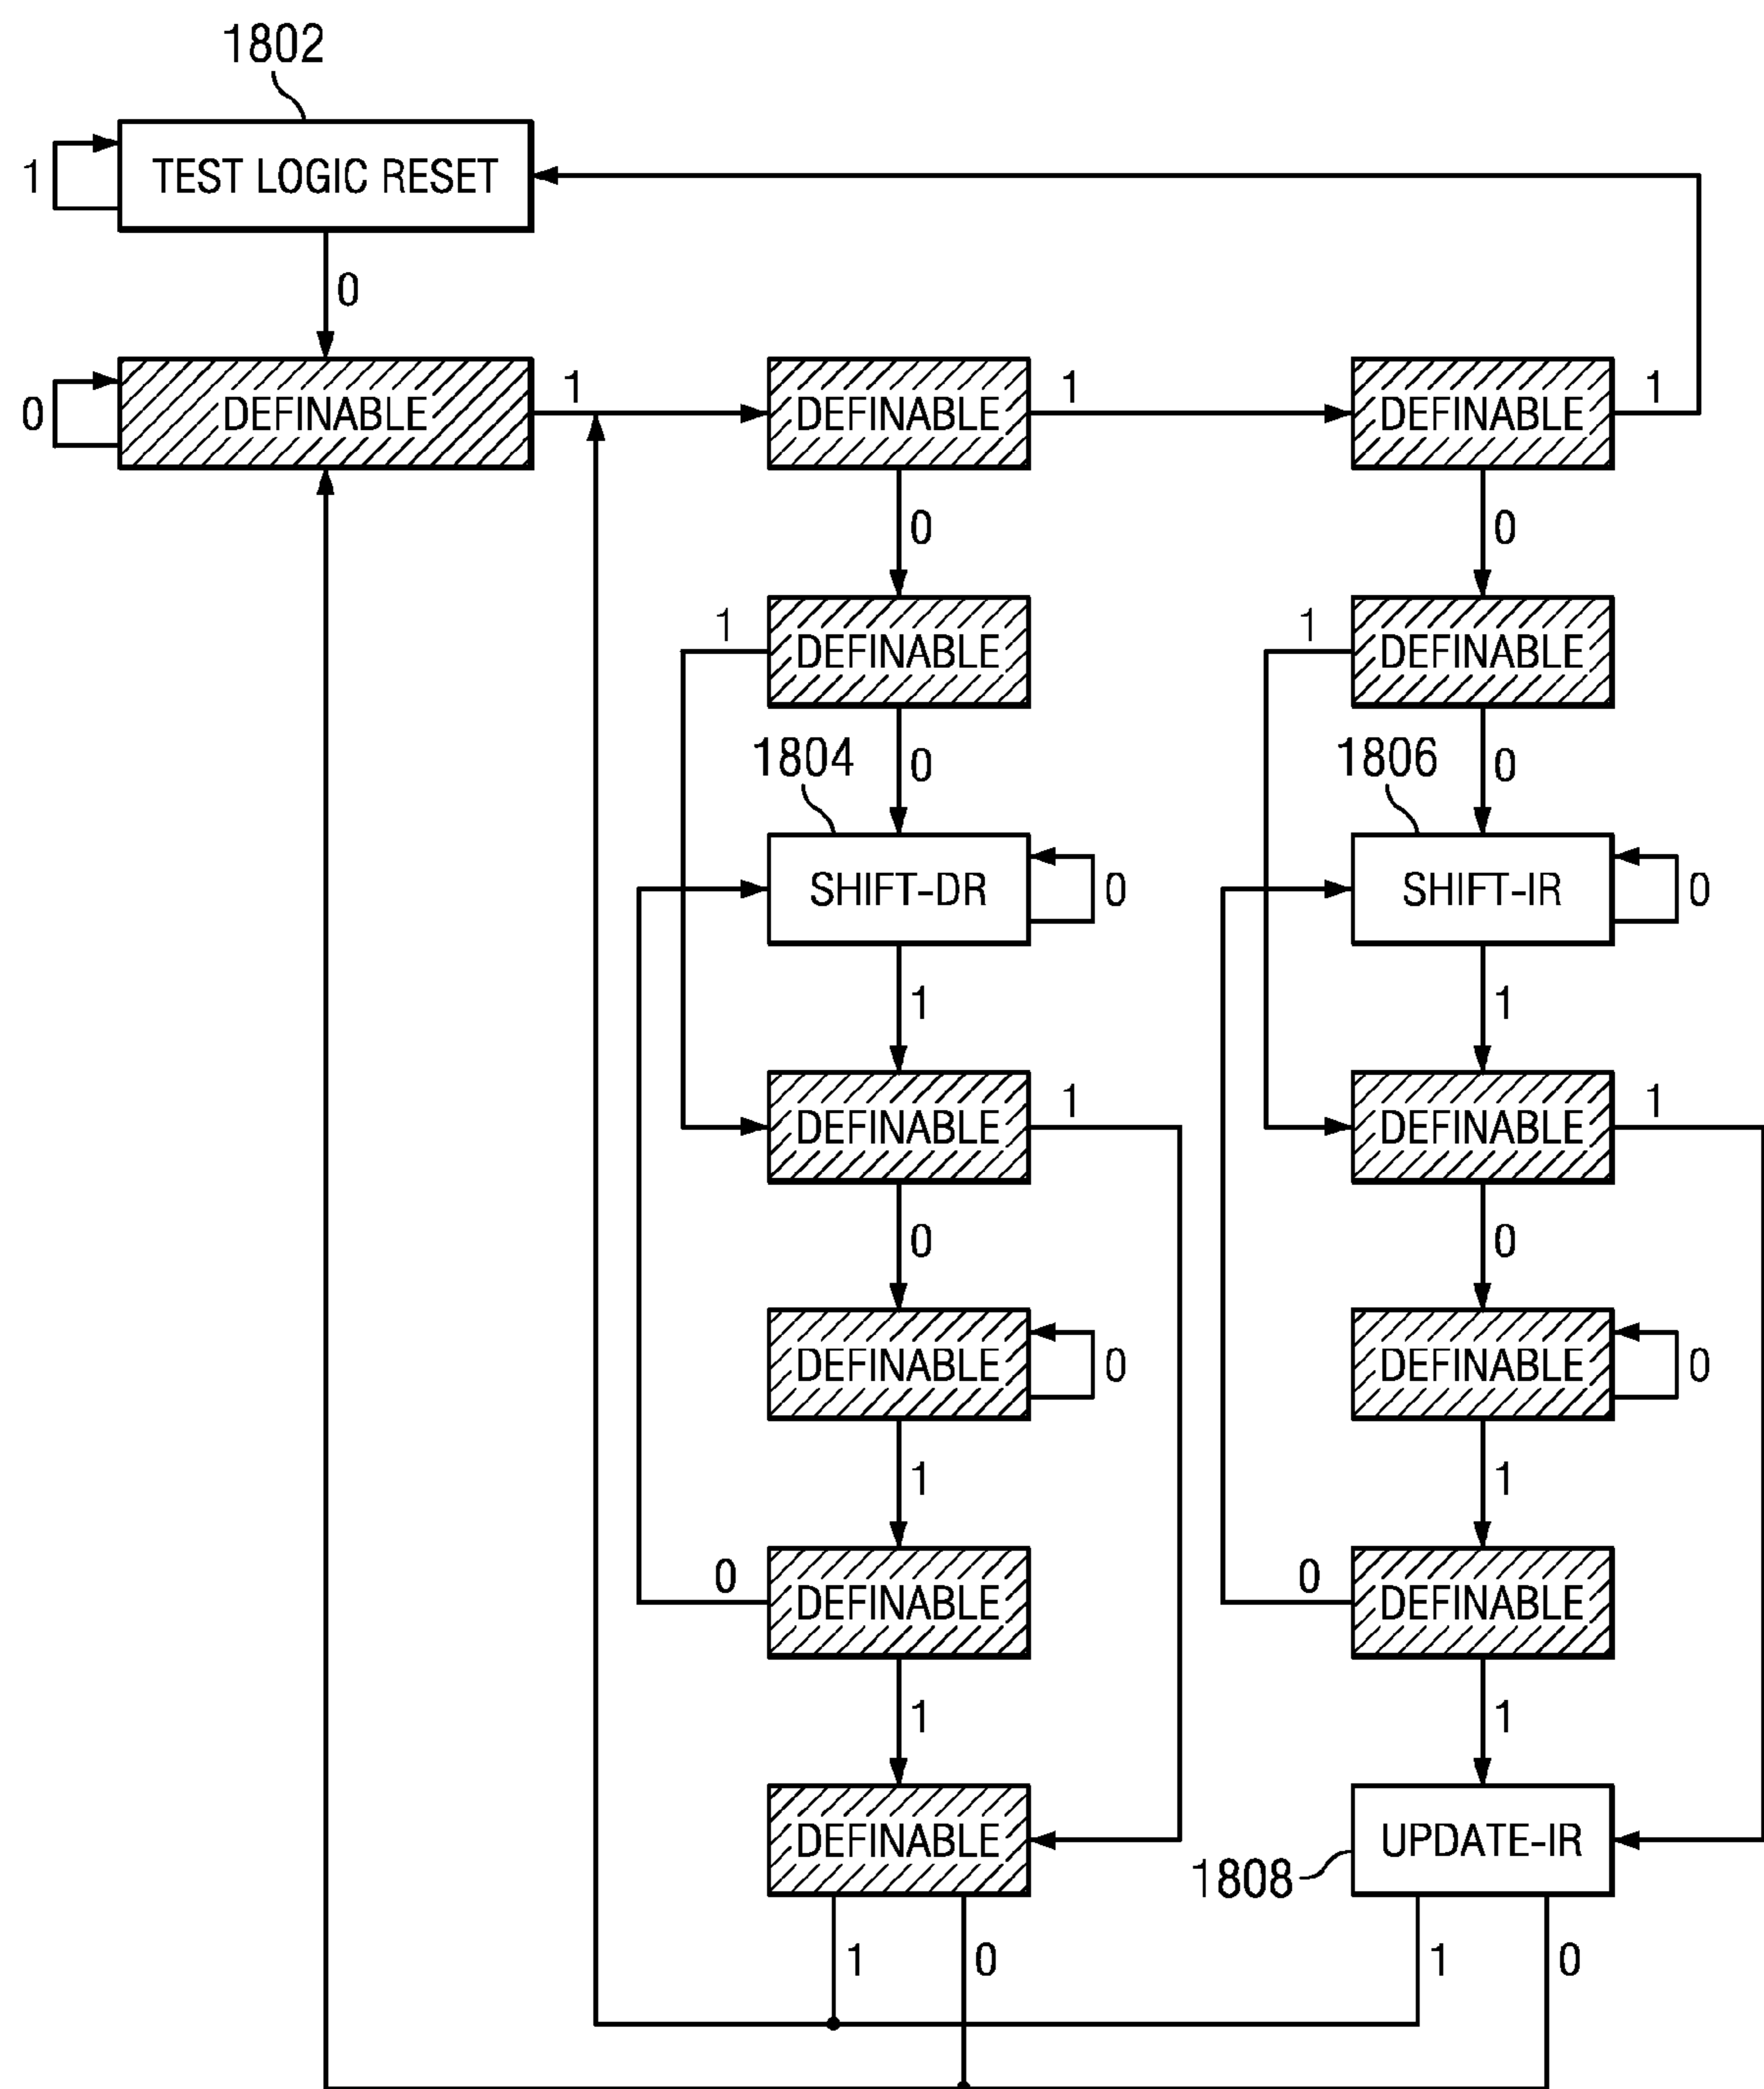 1802
1 TEST LOGIC RESET
0
0 DEFINABLE 1 DEFINABLE 1 DEFINABLE 1
0 0
1 DEFINABLE 1 DEFINABLE
1804 0 1806 0
SHIFT-DR 0 SHIFT-IR 0
1 1
DEFINABLE 1 DEFINABLE 1
0 0
DEFINABLE 0 DEFINABLE 0
1 1
0 DEFINABLE 0 DEFINABLE
1 1
DEFINABLE 1808 UPDATE-IR
1 0 1 0